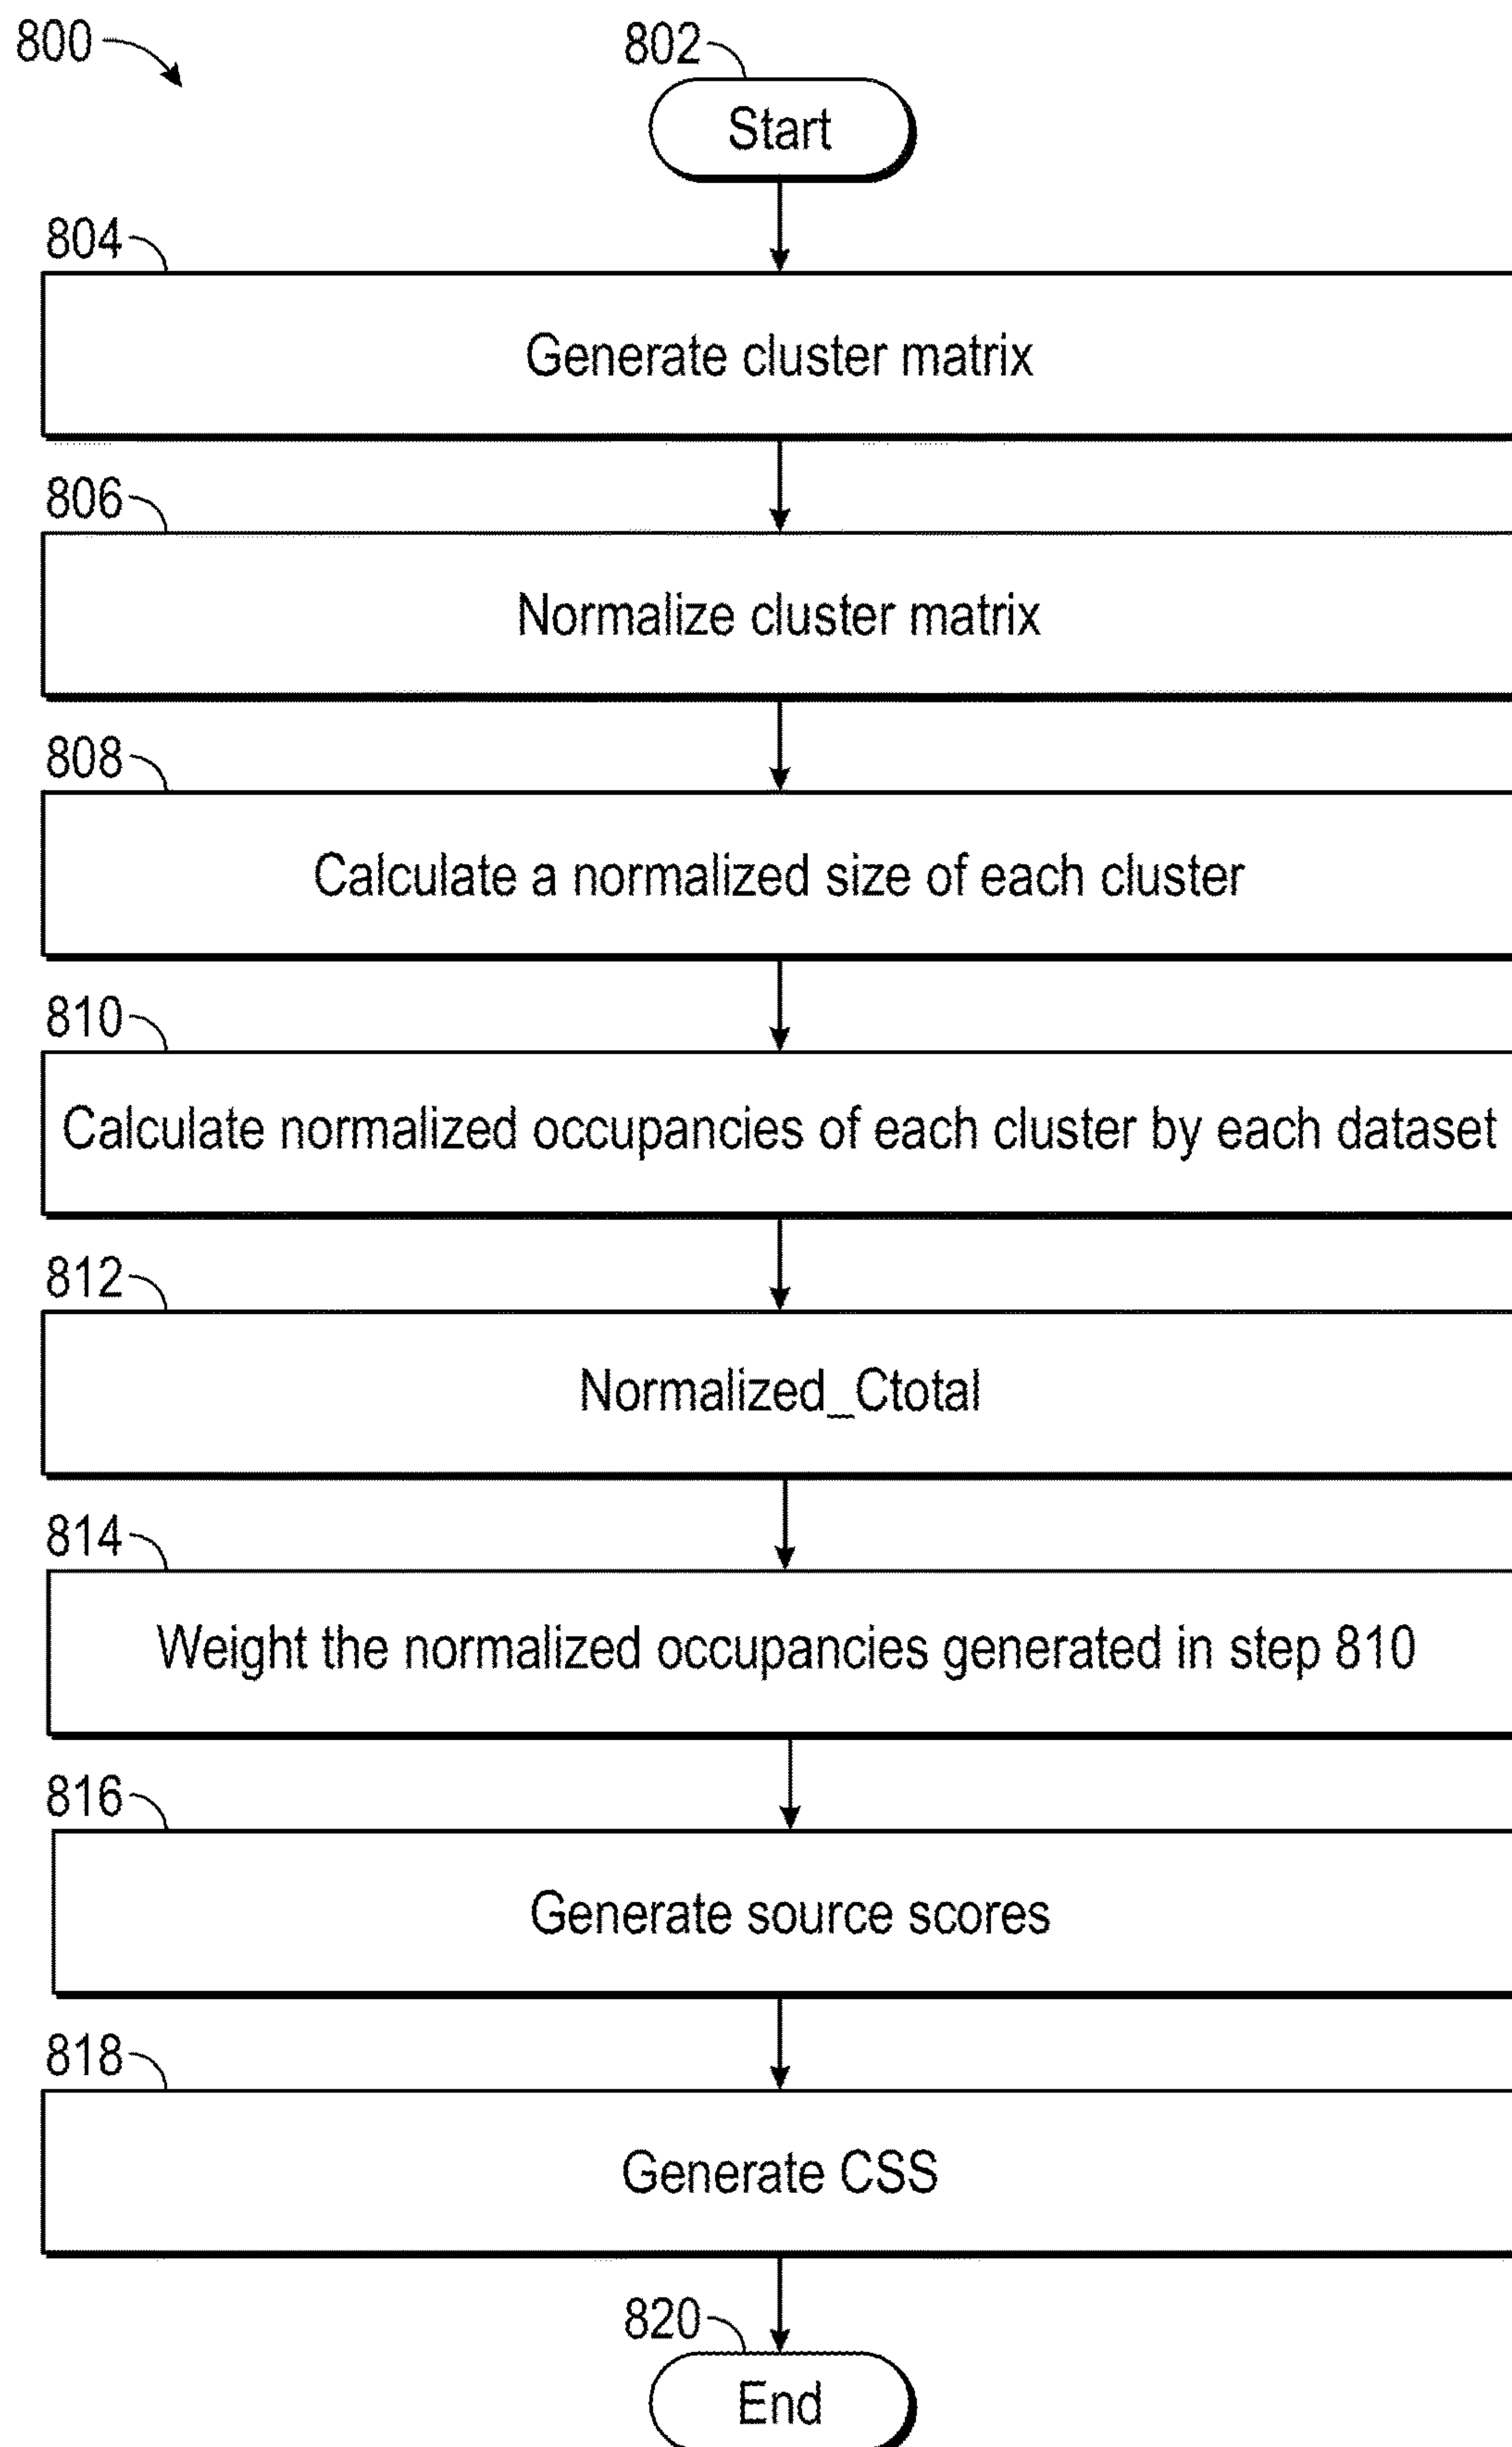 800
802
Start
804
Generate cluster matrix
806
Normalize cluster matrix
808
Calculate a normalized size of each cluster
810
Calculate normalized occupancies of each cluster by each dataset
812
Normalized_Ctotal
814
Weight the normalized occupancies generated in step 810
816
Generate source scores
818
Generate CSS
820
End